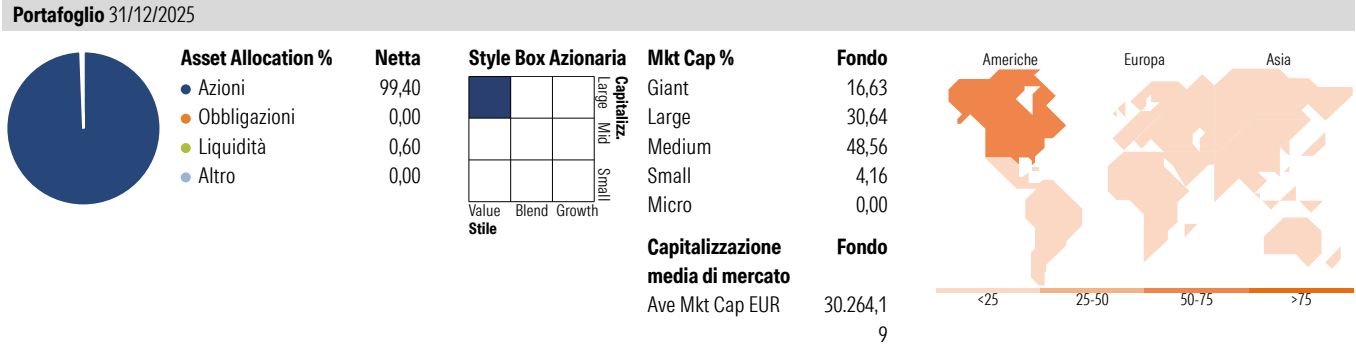 Portafoglio 31/12/2025
Asset Allocation % Netta
Azioni 99,40
Obbligazioni 0,00
Liquidità 0,60
Altro 0,00
Style Box Azionaria
Capitalizz.
Large Mid Small
Value Blend Growth
Stile
Mkt Cap % Fondo
Giant 16,63
Large 30,64
Medium 48,56
Small 4,16
Micro 0,00
Capitalizzazione Fondo
media di mercato
Ave Mkt Cap EUR 30.264,1
9
Americhe Europa Asia
<25 25-50 50-75 >75